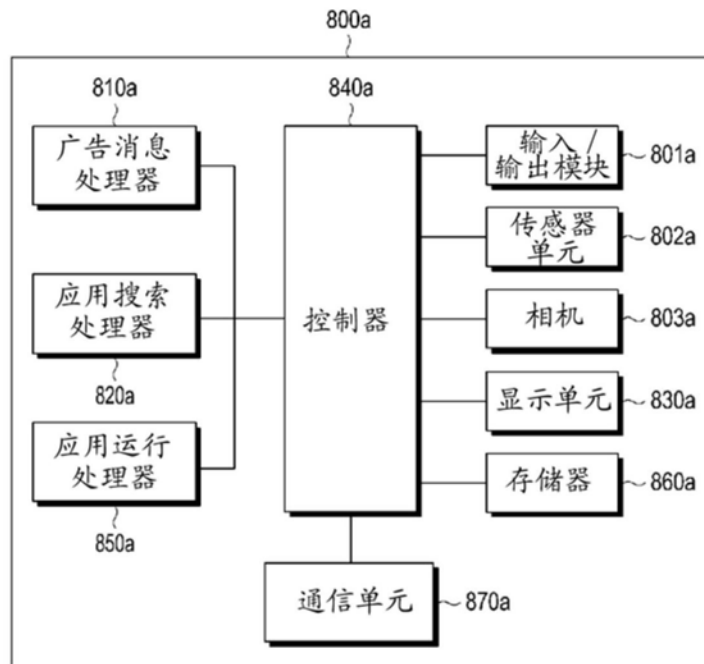 800a
810a
840a
广告消息
处理器
输入/
输出模块
801a
传感器
单元
802a
应用搜索
处理器
820a
控制器
相机
803a
显示单元
830a
应用运行
处理器
850a
存储器
860a
通信单元
870a